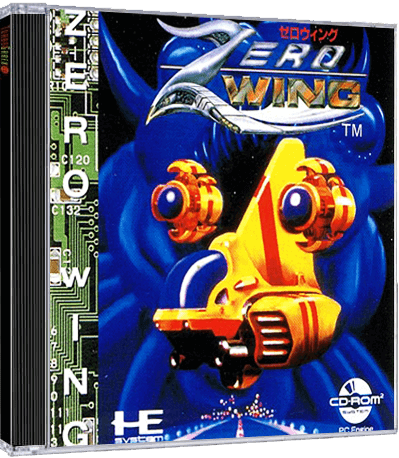 ゼロウィング
ZERO
WING
TM
ZERO WING
C120
C132
HE
SYSTEM
CD-ROM²
SYSTEM
PC Engine